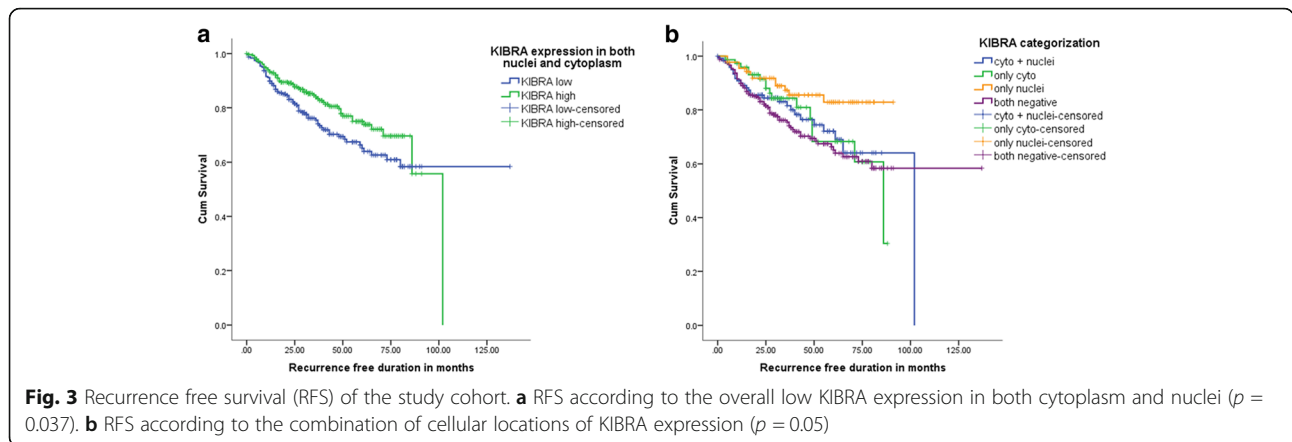 a
KIBRA expression in both
nuclei and cytoplasm
KIBRA low
KIBRA high
KIBRA low-censored
KIBRA high-censored
Cum Survival
1.0
0.8
0.6
0.4
0.2
0.0
.00 25.00 50.00 75.00 100.00 125.00
Recurrence free duration in months
b
KIBRA categorization
cyto + nuclei
only cyto
only nuclei
both negative
cyto + nuclei-censored
only cyto-censored
only nuclei-censored
both negative-censored
Cum Survival
1.0
0.8
0.6
0.4
0.2
0.0
.00 25.00 50.00 75.00 100.00 125.00
Recurrence free duration in months
Fig. 3 Recurrence free survival (RFS) of the study cohort. a RFS according to the overall low KIBRA expression in both cytoplasm and nuclei (p =
0.037). b RFS according to the combination of cellular locations of KIBRA expression (p = 0.05)